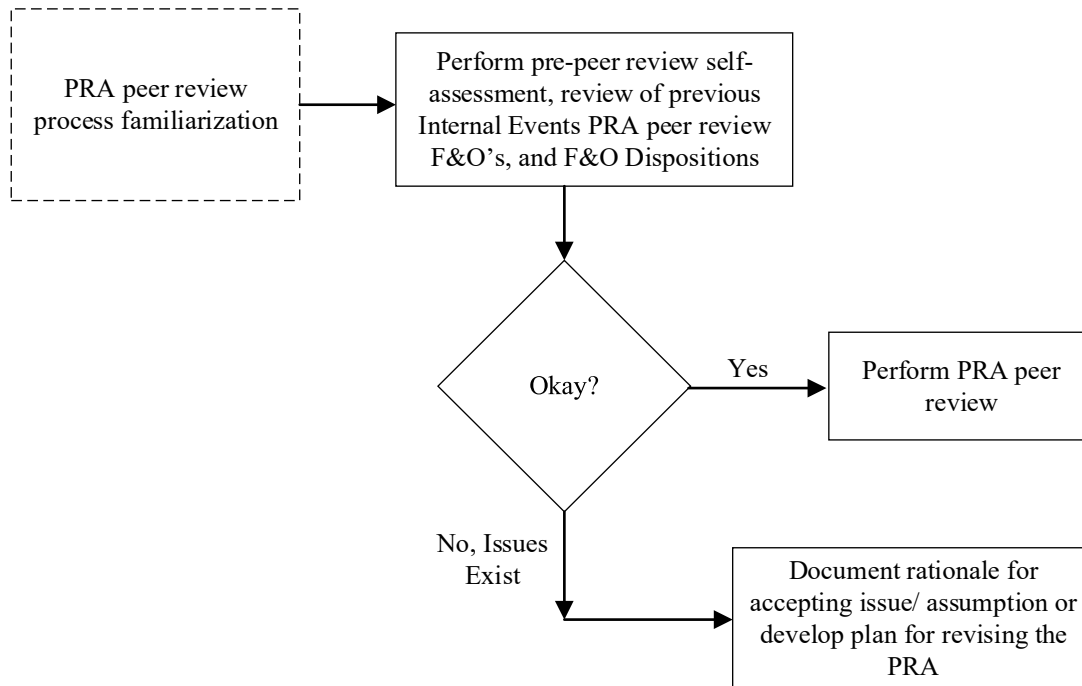 PRA peer review
process familiarization
Perform pre-peer review self-
assessment, review of previous
Internal Events PRA peer review
F&O's, and F&O Dispositions
Okay?
Yes
Perform PRA peer
review
No, Issues
Exist
Document rationale for
accepting issue/ assumption or
develop plan for revising the
PRA